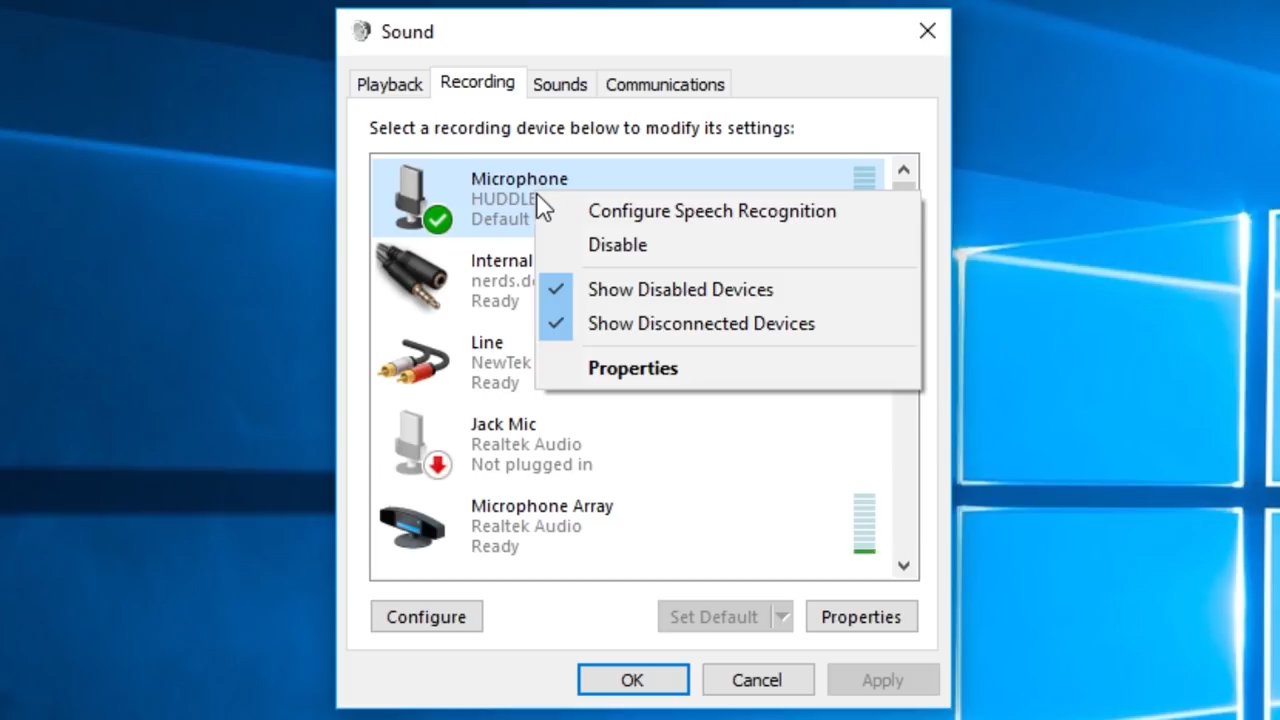 Sound
Playback
Recording
Sounds
Communications
Select a recording device below to modify its settings:
Microphone
HUDDLE
Default
Configure Speech Recognition
Disable
Show Disabled Devices
Show Disconnected Devices
Properties
Internal
Ready
Line
NewTek
Ready
Jack Mic
Realtek Audio
Not plugged in
Microphone Array
Realtek Audio
Ready
Configure
Set Default
Properties
OK
Cancel
Apply